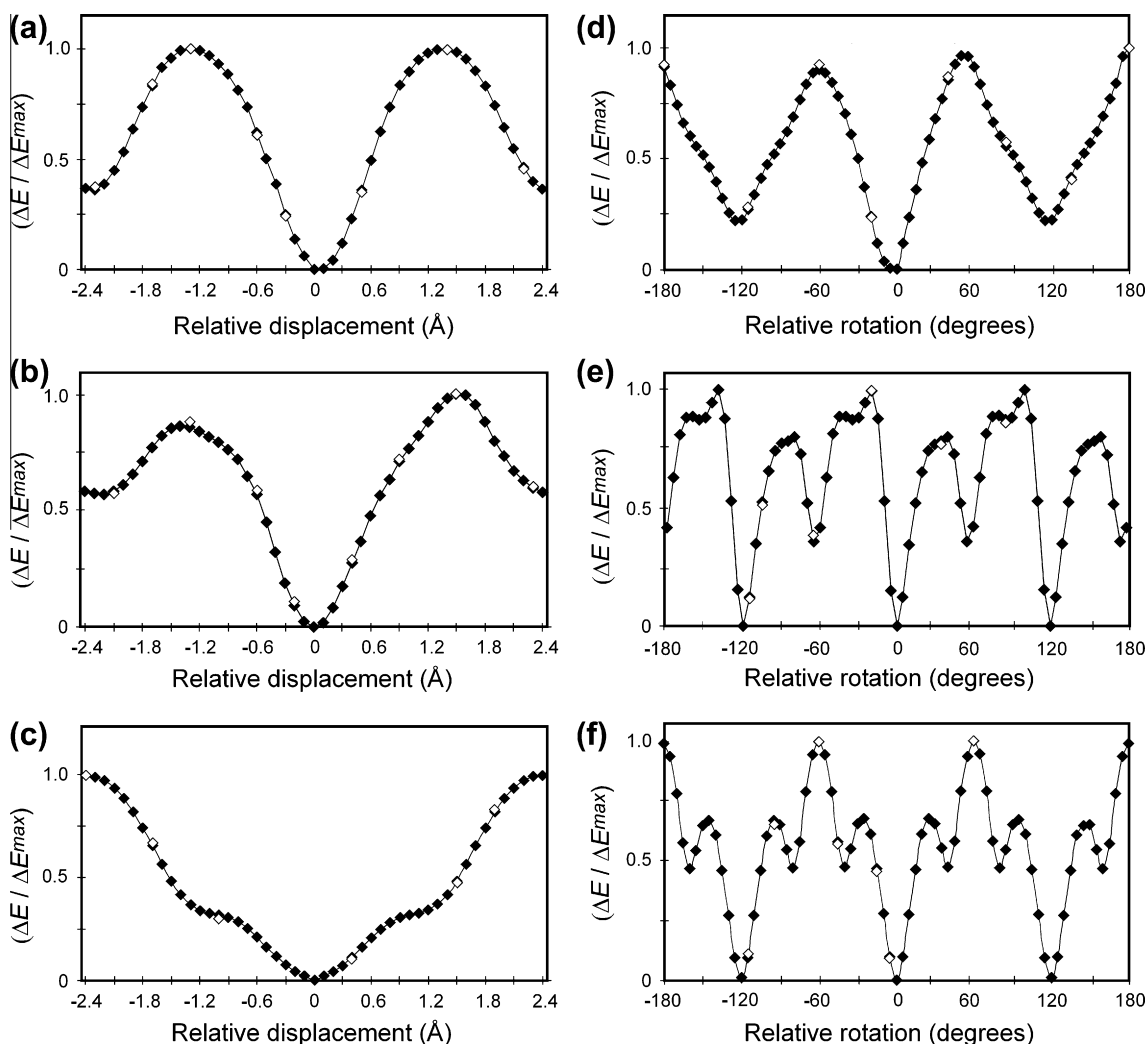 (a)
(ΔE / ΔEmax)
1.0
0.5
0
-2.4 -1.8 -1.2 -0.6 0 0.6 1.2 1.8 2.4
Relative displacement (Å)
(d)
(ΔE / ΔEmax)
1.0
0.5
0
-180 -120 -60 0 60 120 180
Relative rotation (degrees)
(b)
(ΔE / ΔEmax)
1.0
0.5
0
-2.4 -1.8 -1.2 -0.6 0 0.6 1.2 1.8 2.4
Relative displacement (Å)
(e)
(ΔE / ΔEmax)
1.0
0.5
0
-180 -120 -60 0 60 120 180
Relative rotation (degrees)
(c)
(ΔE / ΔEmax)
1.0
0.5
0
-2.4 -1.8 -1.2 -0.6 0 0.6 1.2 1.8 2.4
Relative displacement (Å)
(f)
(ΔE / ΔEmax)
1.0
0.5
0
-180 -120 -60 0 60 120 180
Relative rotation (degrees)